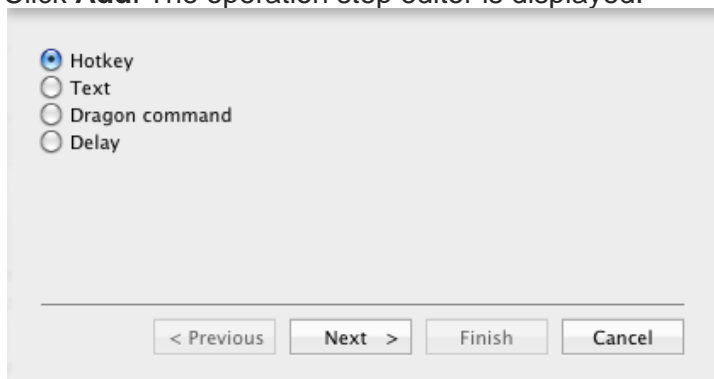 Click Add. The operation step editor is displayed.
Hotkey
Text
Dragon command
Delay
< Previous Next > Finish Cancel